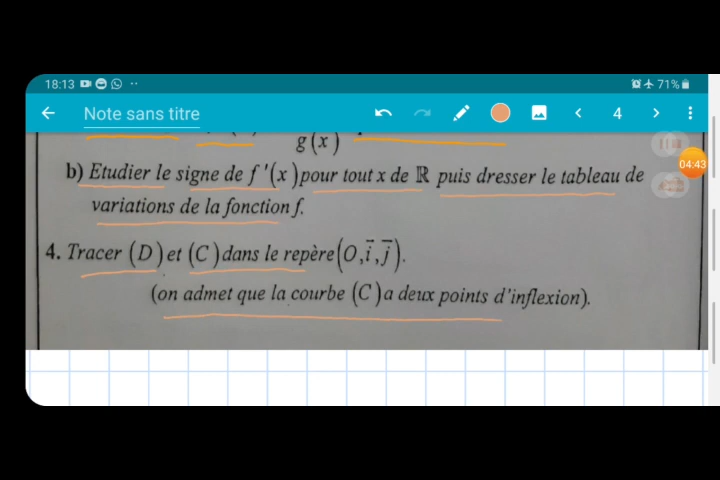 18:13
71%
Note sans titre
4
g(x)
04:43
b) Etudier le signe de f '(x) pour tout x de ℝ puis dresser le tableau de
variations de la fonction f.
4. Tracer (D) et (C) dans le repère (O, i⃗, j⃗).
(on admet que la courbe (C) a deux points d'inflexion).